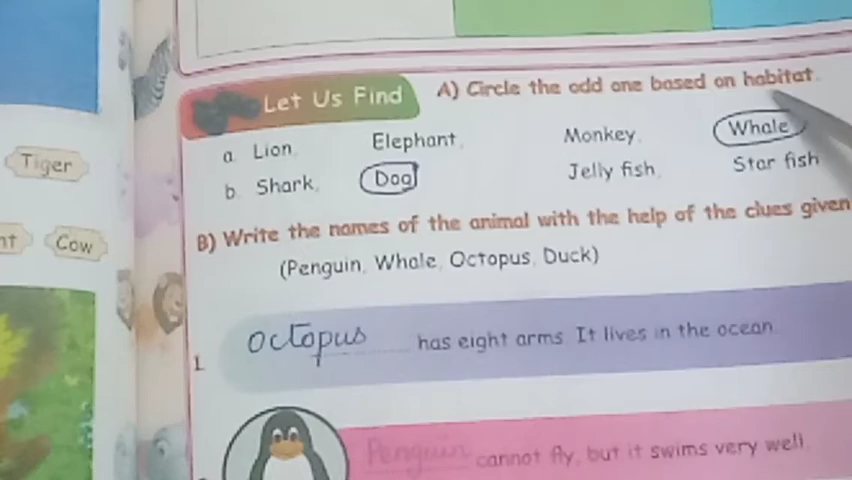 Let Us Find
A) Circle the odd one based on habitat.
a. Lion, Elephant, Monkey, Whale
b. Shark, Dog Jelly fish, Star fish
Tiger
Cow
B) Write the names of the animal with the help of the clues given
(Penguin, Whale, Octopus, Duck)
1. octopus has eight arms. It lives in the ocean.
Penguin cannot fly, but it swims very well.